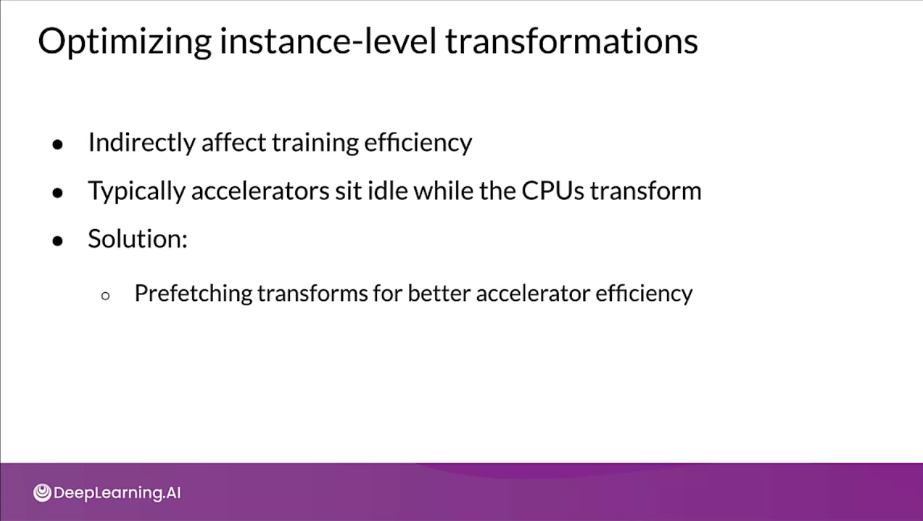 Optimizing instance-level transformations
● Indirectly affect training efficiency
● Typically accelerators sit idle while the CPUs transform
● Solution:
○ Prefetching transforms for better accelerator efficiency
DeepLearning.AI